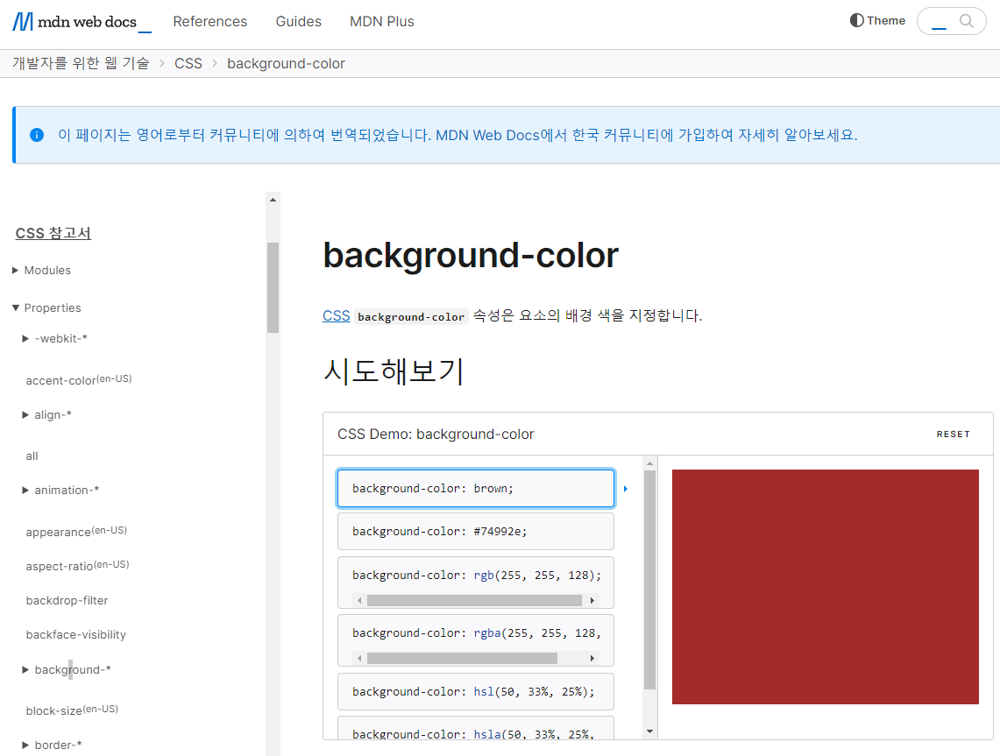 mdn web docs_ References Guides MDN Plus Theme
개발자를 위한 웹 기술 > CSS > background-color
이 페이지는 영어로부터 커뮤니티에 의하여 번역되었습니다. MDN Web Docs에서 한국 커뮤니티에 가입하여 자세히 알아보세요.
CSS 참고서
Modules
Properties
-webkit-*
accent-color(en-US)
align-*
all
animation-*
appearance(en-US)
aspect-ratio(en-US)
backdrop-filter
backface-visibility
background-*
block-size(en-US)
border-*
background-color
CSS background-color 속성은 요소의 배경 색을 지정합니다.
시도해보기
CSS Demo: background-color RESET
background-color: brown;
background-color: #74992e;
background-color: rgb(255, 255, 128);
background-color: rgba(255, 255, 128,
background-color: hsl(50, 33%, 25%);
background-color: hsla(50, 33%, 25%,